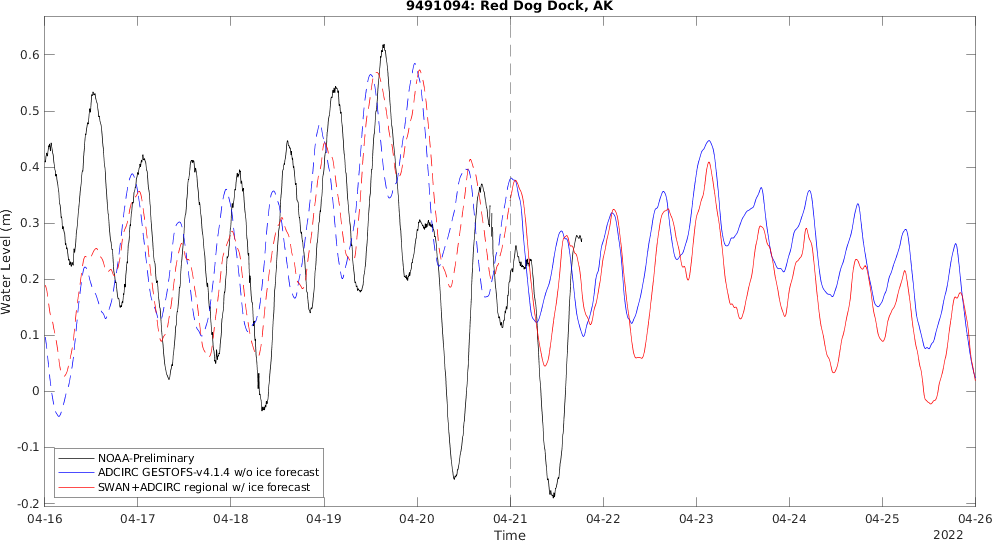 9491094: Red Dog Dock, AK
Water Level (m)
0.6
0.5
0.4
0.3
0.2
0.1
0
-0.1
-0.2
NOAA-Preliminary
ADCIRC GESTOFS-v4.1.4 w/o ice forecast
SWAN+ADCIRC regional w/ ice forecast
04-16 04-17 04-18 04-19 04-20 04-21 04-22 04-23 04-24 04-25 04-26
Time
2022